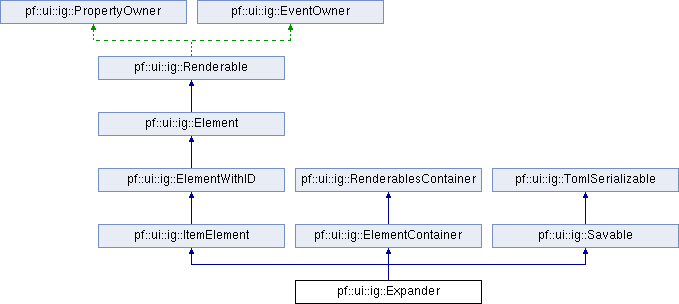 pf::ui::ig::PropertyOwner
pf::ui::ig::EventOwner
pf::ui::ig::Renderable
pf::ui::ig::Element
pf::ui::ig::ElementWithID
pf::ui::ig::RenderablesContainer
pf::ui::ig::TomlSerializable
pf::ui::ig::ItemElement
pf::ui::ig::ElementContainer
pf::ui::ig::Savable
pf::ui::ig::Expander